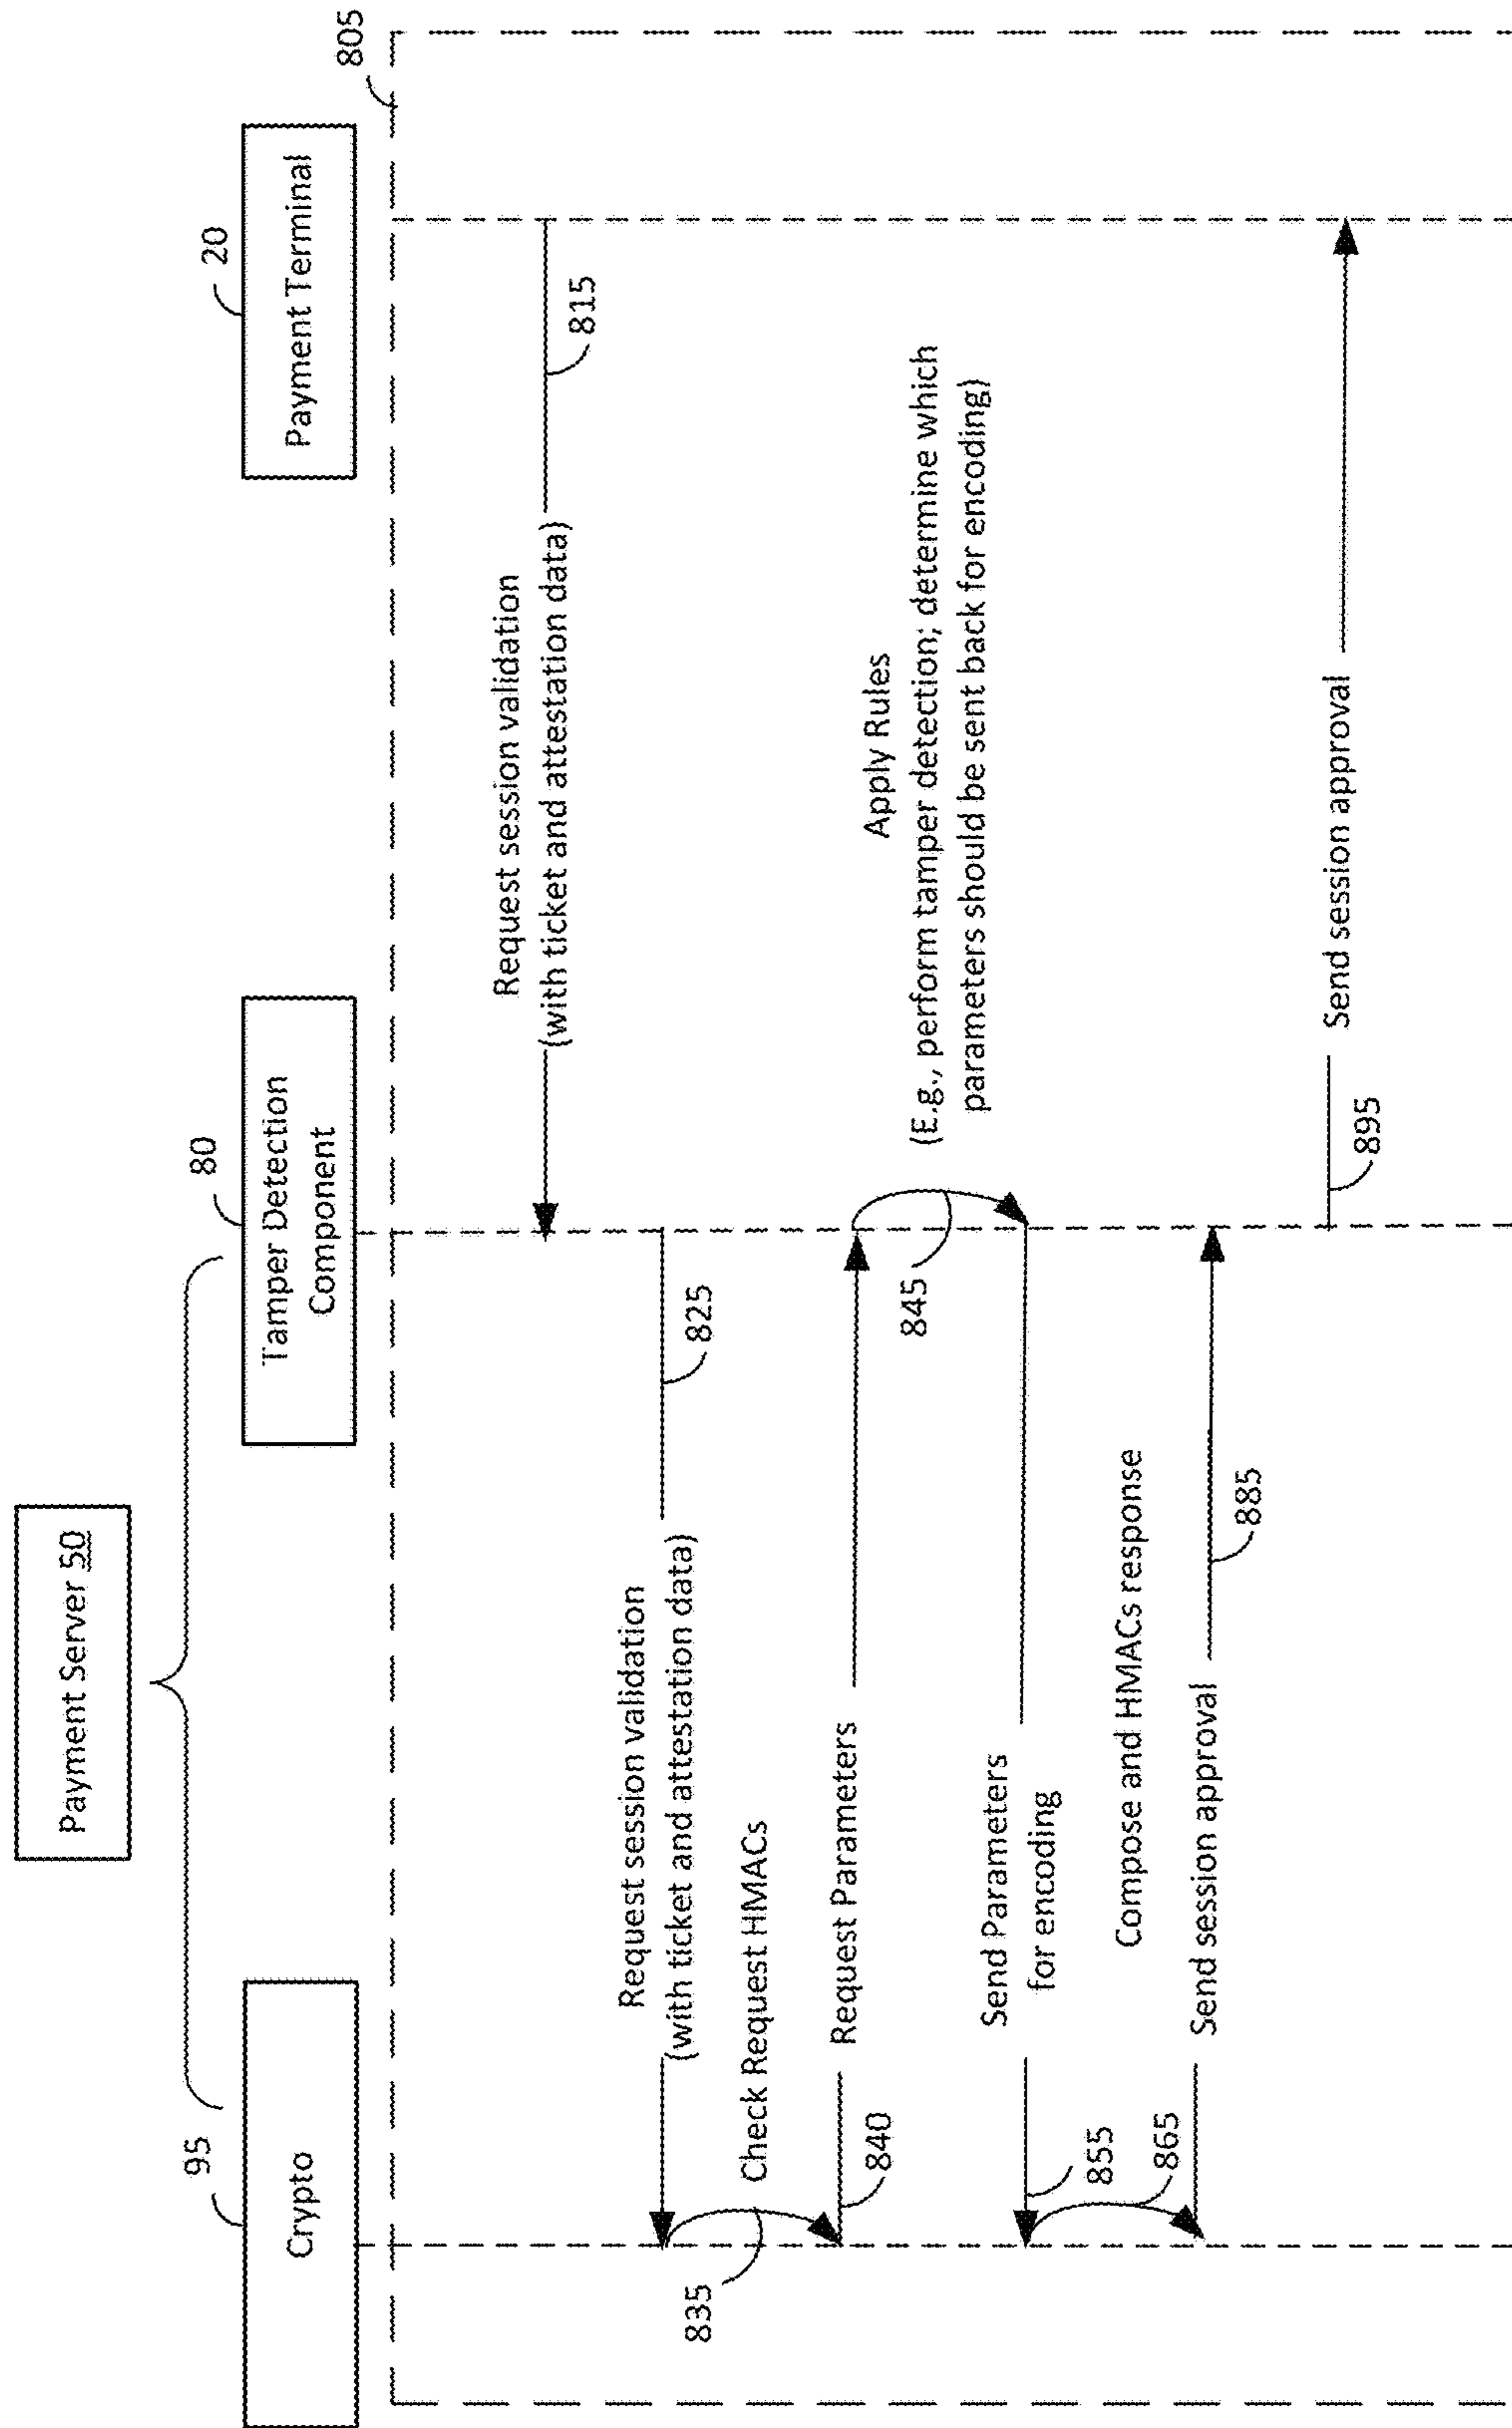 Payment Server 50
95
80
20
Crypto
Tamper Detection
Component
Payment Terminal
805
Request session validation
(with ticket and attestation data)
815
Request session validation
(with ticket and attestation data)
825
835
Check Request HMACs
Request Parameters
840
845
Apply Rules
(E.g., perform tamper detection; determine which
parameters should be sent back for encoding)
Send Parameters
for encoding
855
865
Compose and HMACs response
Send session approval
885
Send session approval
895